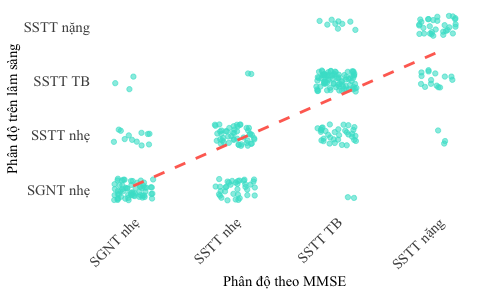 Phân độ trên lâm sàng
SSTT nặng
SSTT TB
SSTT nhẹ
SGNT nhẹ
SGNT nhẹ
SSTT nhẹ
SSTT TB
SSTT nặng
Phân độ theo MMSE